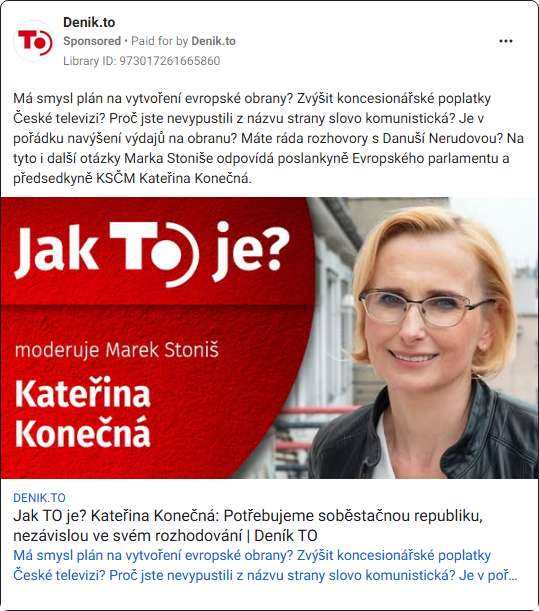 TO
Denik.to
Sponsored • Paid for by Denik.to
Library ID: 973017261665860
Má smysl plán na vytvoření evropské obrany? Zvýšit koncesionářské poplatky
České televizi? Proč jste nevypustili z názvu strany slovo komunistická? Je v
pořádku navýšení výdajů na obranu? Máte ráda rozhovory s Danuší Nerudovou? Na
tyto i další otázky Marka Stoniše odpovídá poslankyně Evropského parlamentu a
předsedkyně KSČM Kateřina Konečná.
Jak TO je?
moderuje Marek Stoniš
Kateřina
Konečná
DENIK.TO
Jak TO je? Kateřina Konečná: Potřebujeme soběstačnou republiku,
nezávislou ve svém rozhodování | Deník TO
Má smysl plán na vytvoření evropské obrany? Zvýšit koncesionářské poplatky
České televizi? Proč jste nevypustili z názvu strany slovo komunistická? Je v poř...